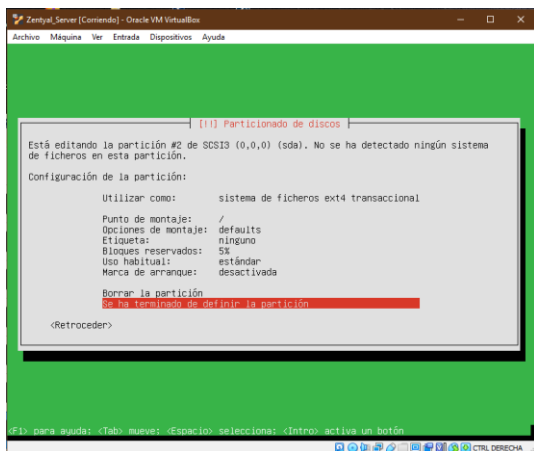 Zentyal_Server [Corriendo] - Oracle VM VirtualBox
Archivo Máquina Ver Entrada Dispositivos Ayuda
[!!] Particionado de discos
Está editando la partición #2 de SCSI3 (0,0,0) (sda). No se ha detectado ningún sistema
de ficheros en esta partición.
Configuración de la partición:
Utilizar como: sistema de ficheros ext4 transaccional
Punto de montaje: /
Opciones de montaje: defaults
Etiqueta: ninguno
Bloques reservados: 5%
Uso habitual: estándar
Marca de arranque: desactivada
Borrar la partición
Se ha terminado de definir la partición
<Retroceder>
<F1> para ayuda; <Tab> mueve; <Espacio> selecciona; <Intro> activa un botón
CTRL DERECHA